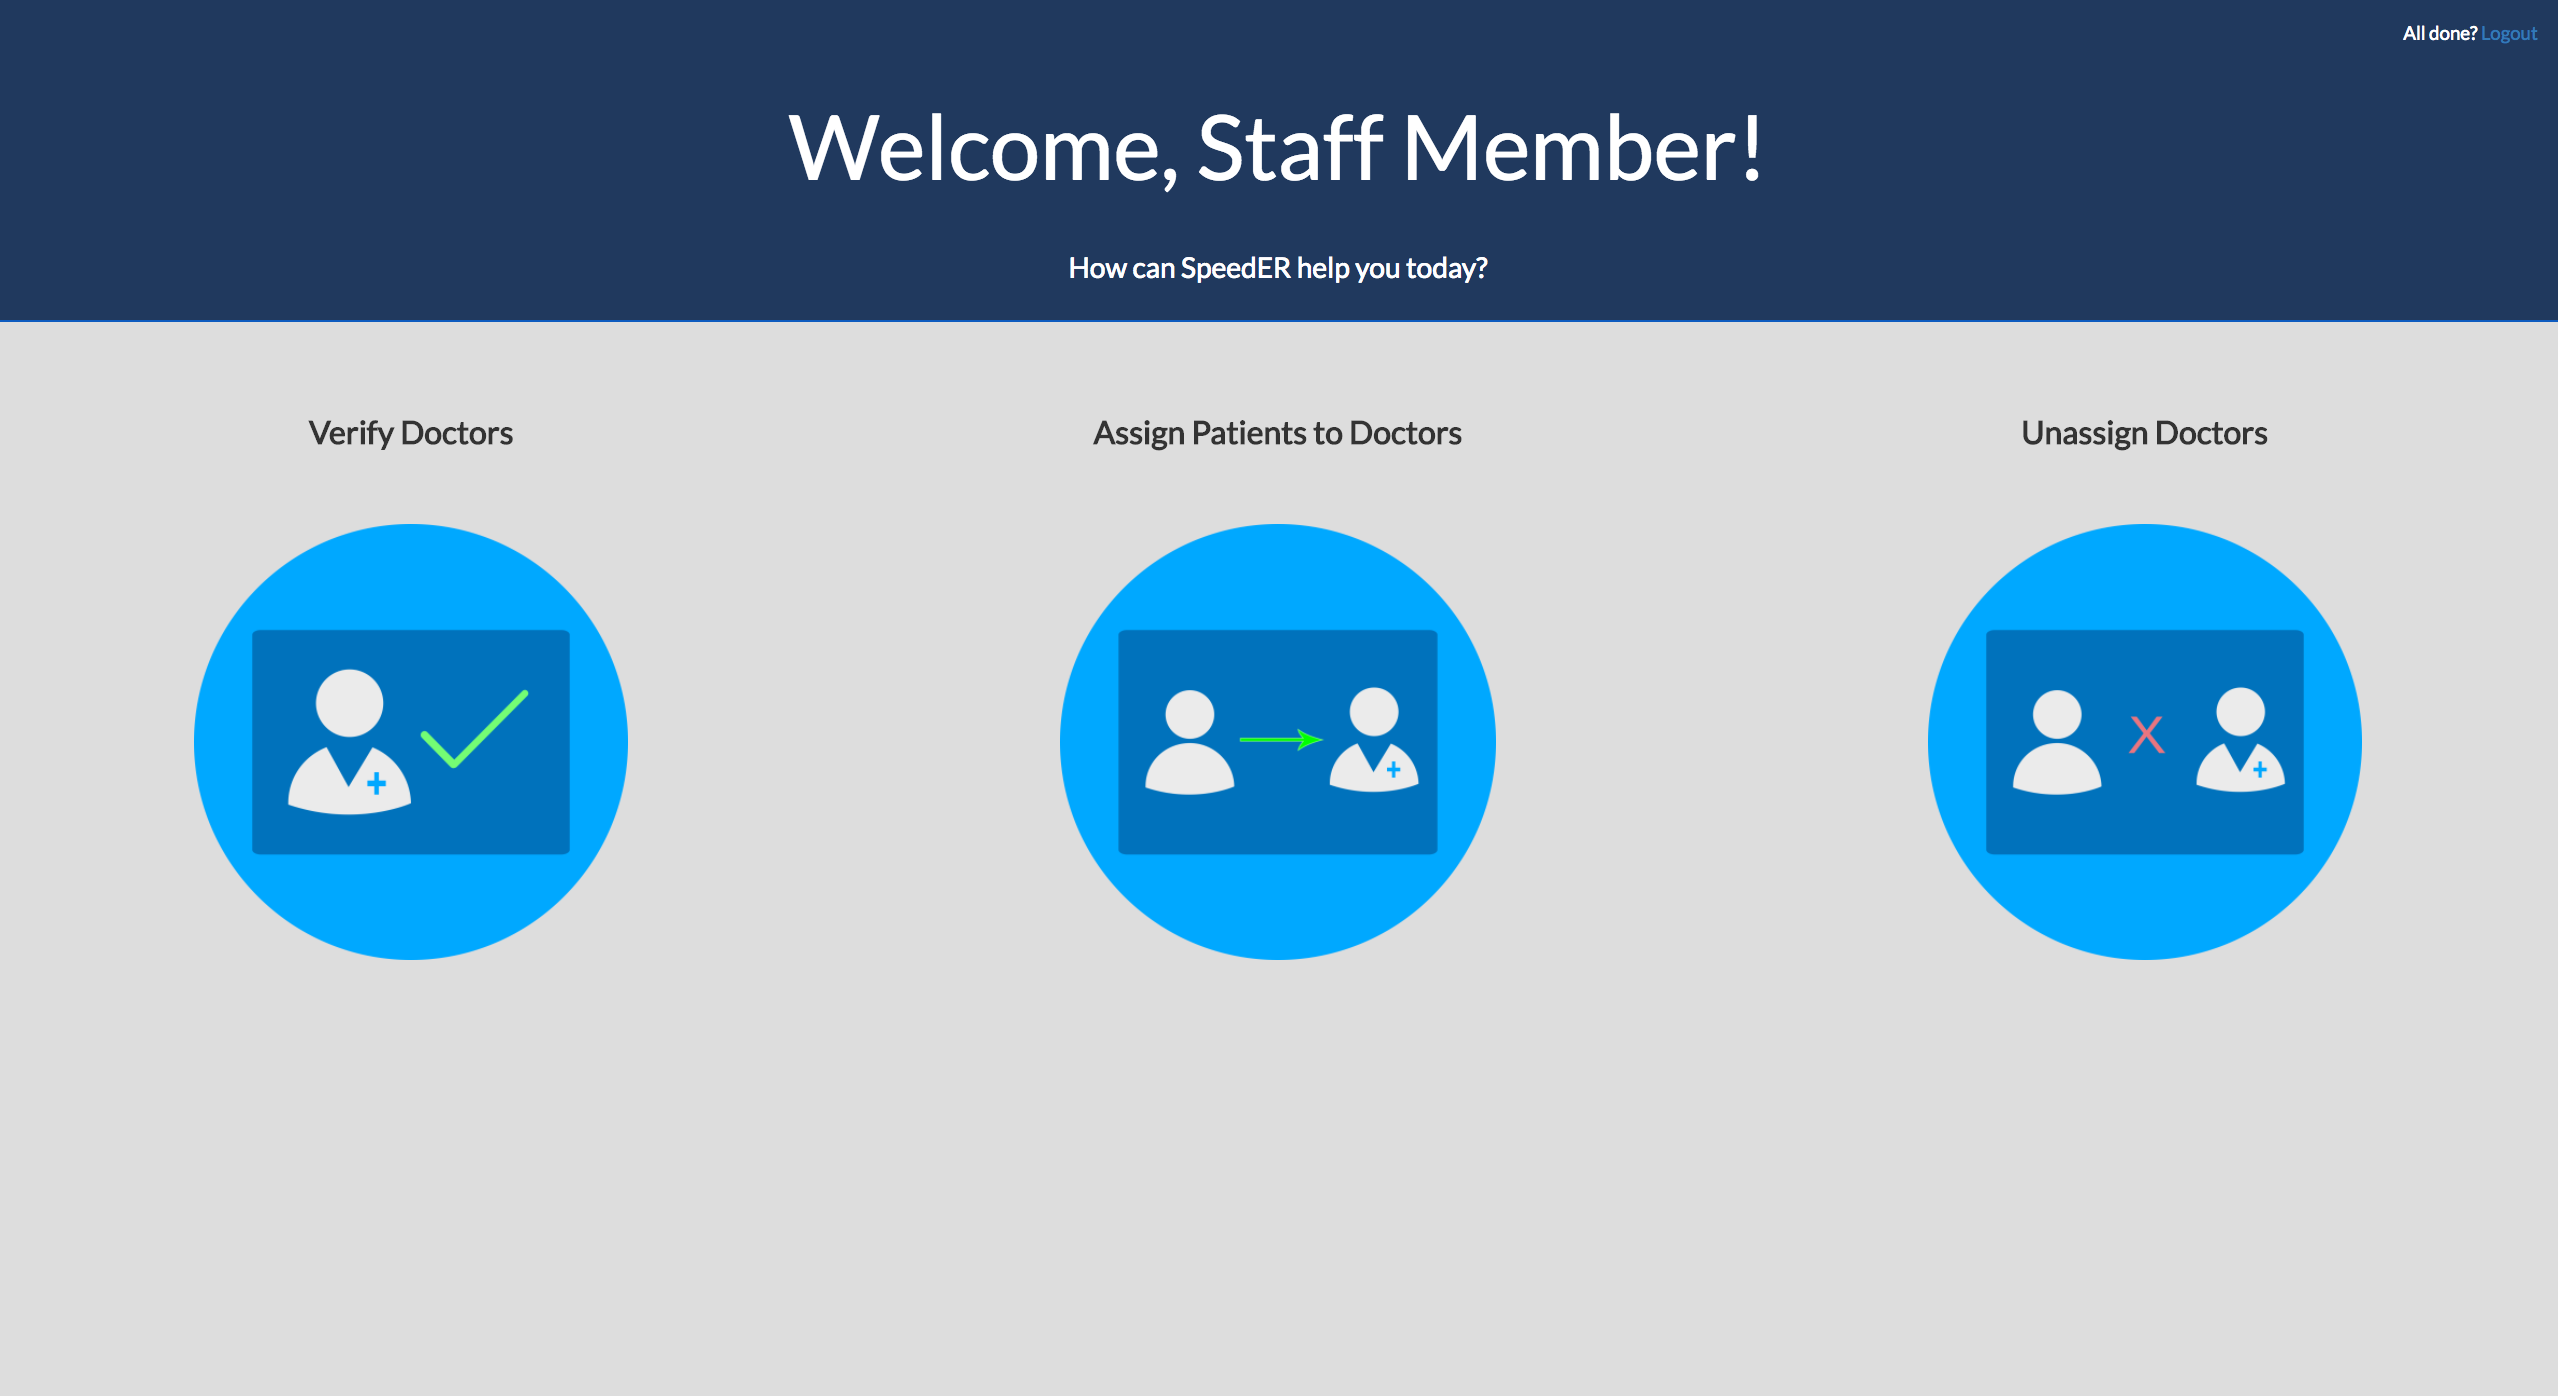 All done? Logout
Welcome, Staff Member!
How can SpeedER help you today?
Verify Doctors
Assign Patients to Doctors
Unassign Doctors